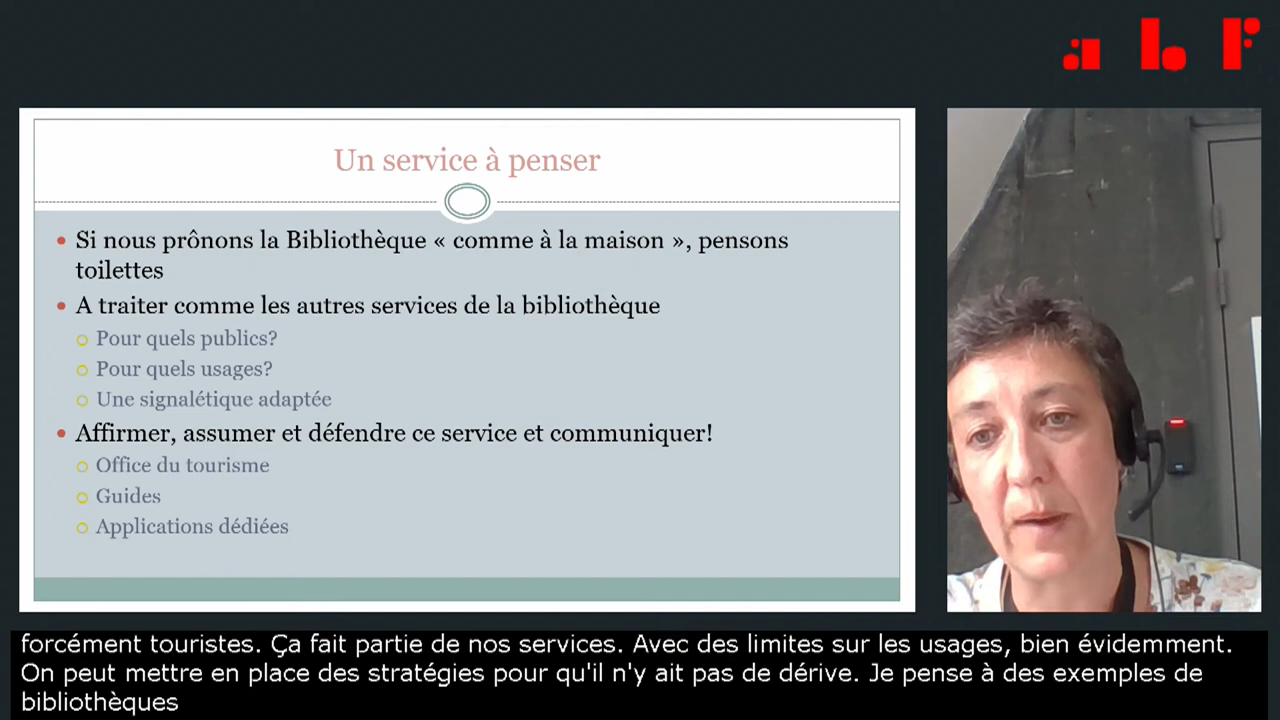 abf
Un service à penser
Si nous prônons la Bibliothèque « comme à la maison », pensons
toilettes
A traiter comme les autres services de la bibliothèque
Pour quels publics?
Pour quels usages?
Une signalétique adaptée
Affirmer, assumer et défendre ce service et communiquer!
Office du tourisme
Guides
Applications dédiées
forcément touristes. Ça fait partie de nos services. Avec des limites sur les usages, bien évidemment.
On peut mettre en place des stratégies pour qu'il n'y ait pas de dérive. Je pense à des exemples de
bibliothèques